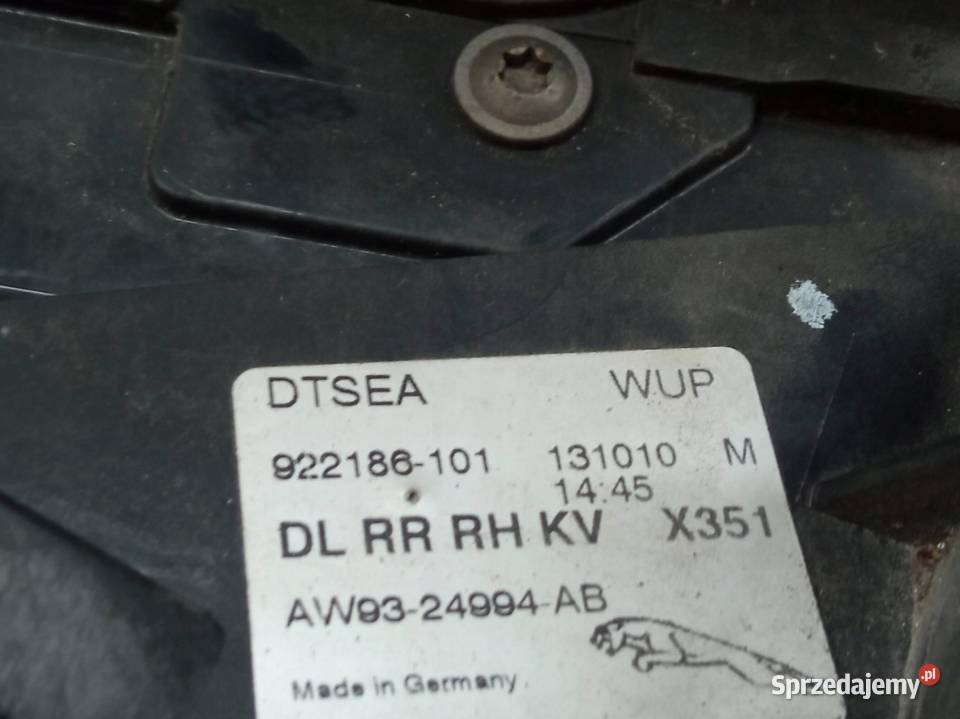 DTSEA WUP
922186-101 131010 M
14:45
DL RR RH KV X351
AW93-24994-AB
Made in Germany
Sprzedajemy.pl